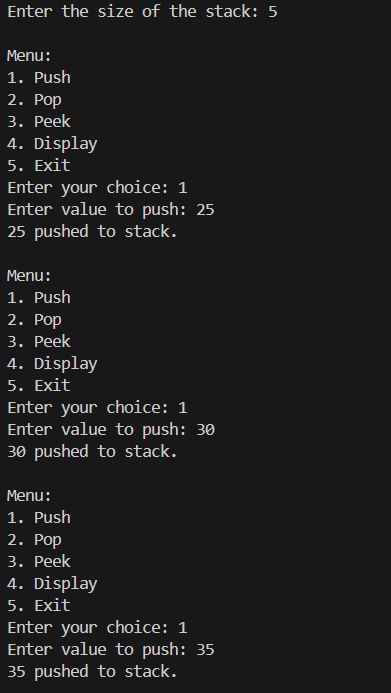 Enter the size of the stack: 5
Menu:
1. Push
2. Pop
3. Peek
4. Display
5. Exit
Enter your choice: 1
Enter value to push: 25
25 pushed to stack.
Menu:
1. Push
2. Pop
3. Peek
4. Display
5. Exit
Enter your choice: 1
Enter value to push: 30
30 pushed to stack.
Menu:
1. Push
2. Pop
3. Peek
4. Display
5. Exit
Enter your choice: 1
Enter value to push: 35
35 pushed to stack.